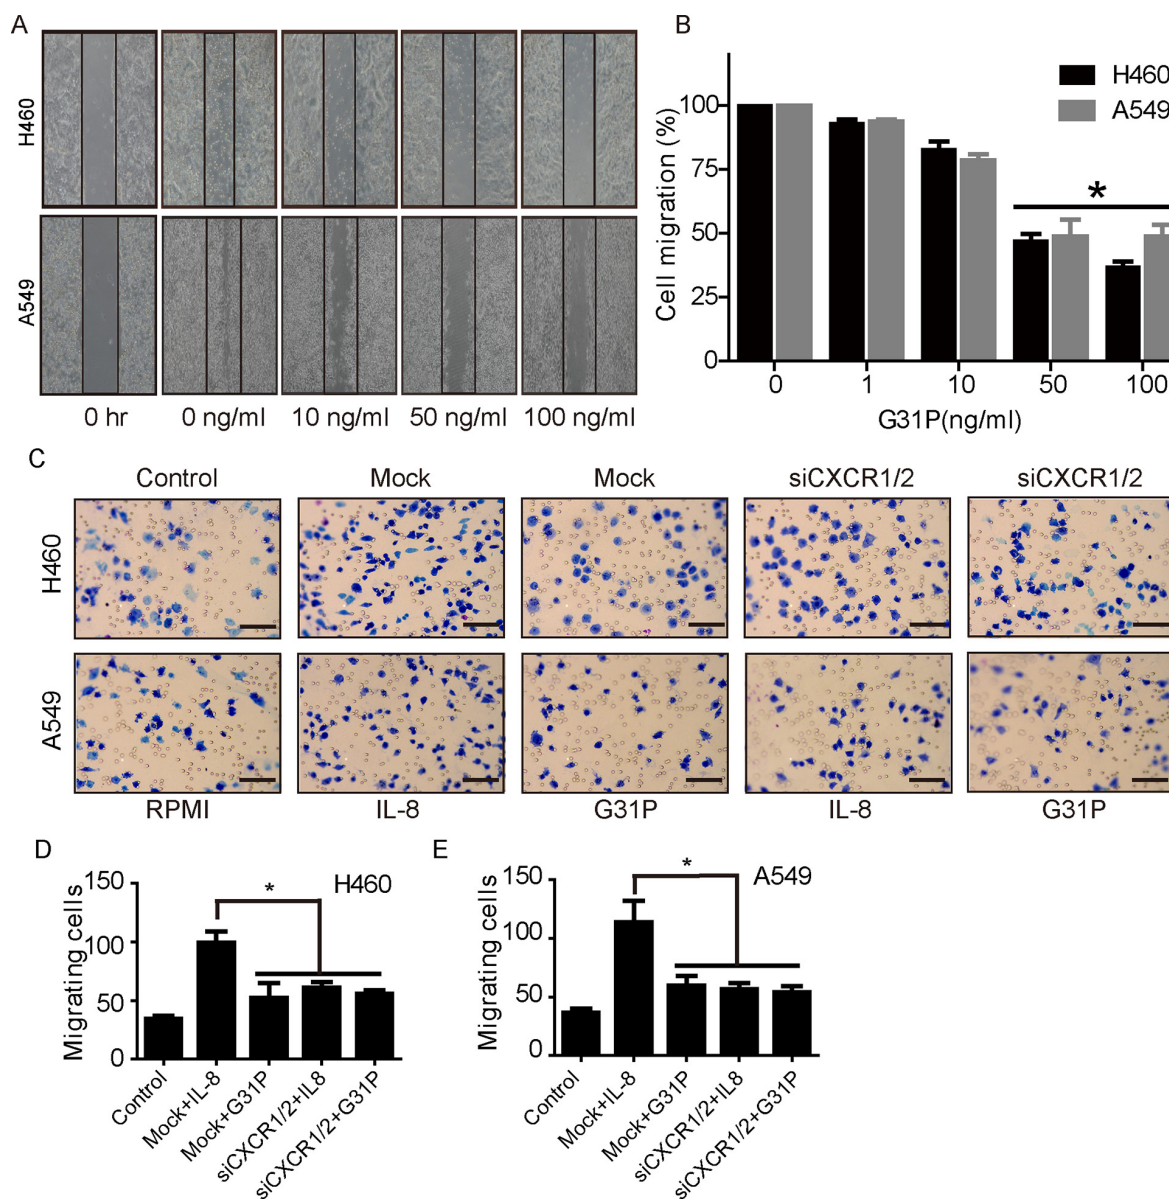 A
H460
A549
0 hr
0 ng/ml
10 ng/ml
50 ng/ml
100 ng/ml
B
H460
A549
Cell migration (%)
100
75
50
25
0
*
0
1
10
50
100
G31P(ng/ml)
C
Control
Mock
Mock
siCXCR1/2
siCXCR1/2
H460
A549
RPMI
IL-8
G31P
IL-8
G31P
D
H460
Migrating cells
150
100
50
0
*
Control
Mock+IL-8
Mock+G31P
siCXCR1/2+IL8
siCXCR1/2+G31P
E
A549
Migrating cells
150
100
50
0
*
Control
Mock+IL-8
Mock+G31P
siCXCR1/2+IL8
siCXCR1/2+G31P